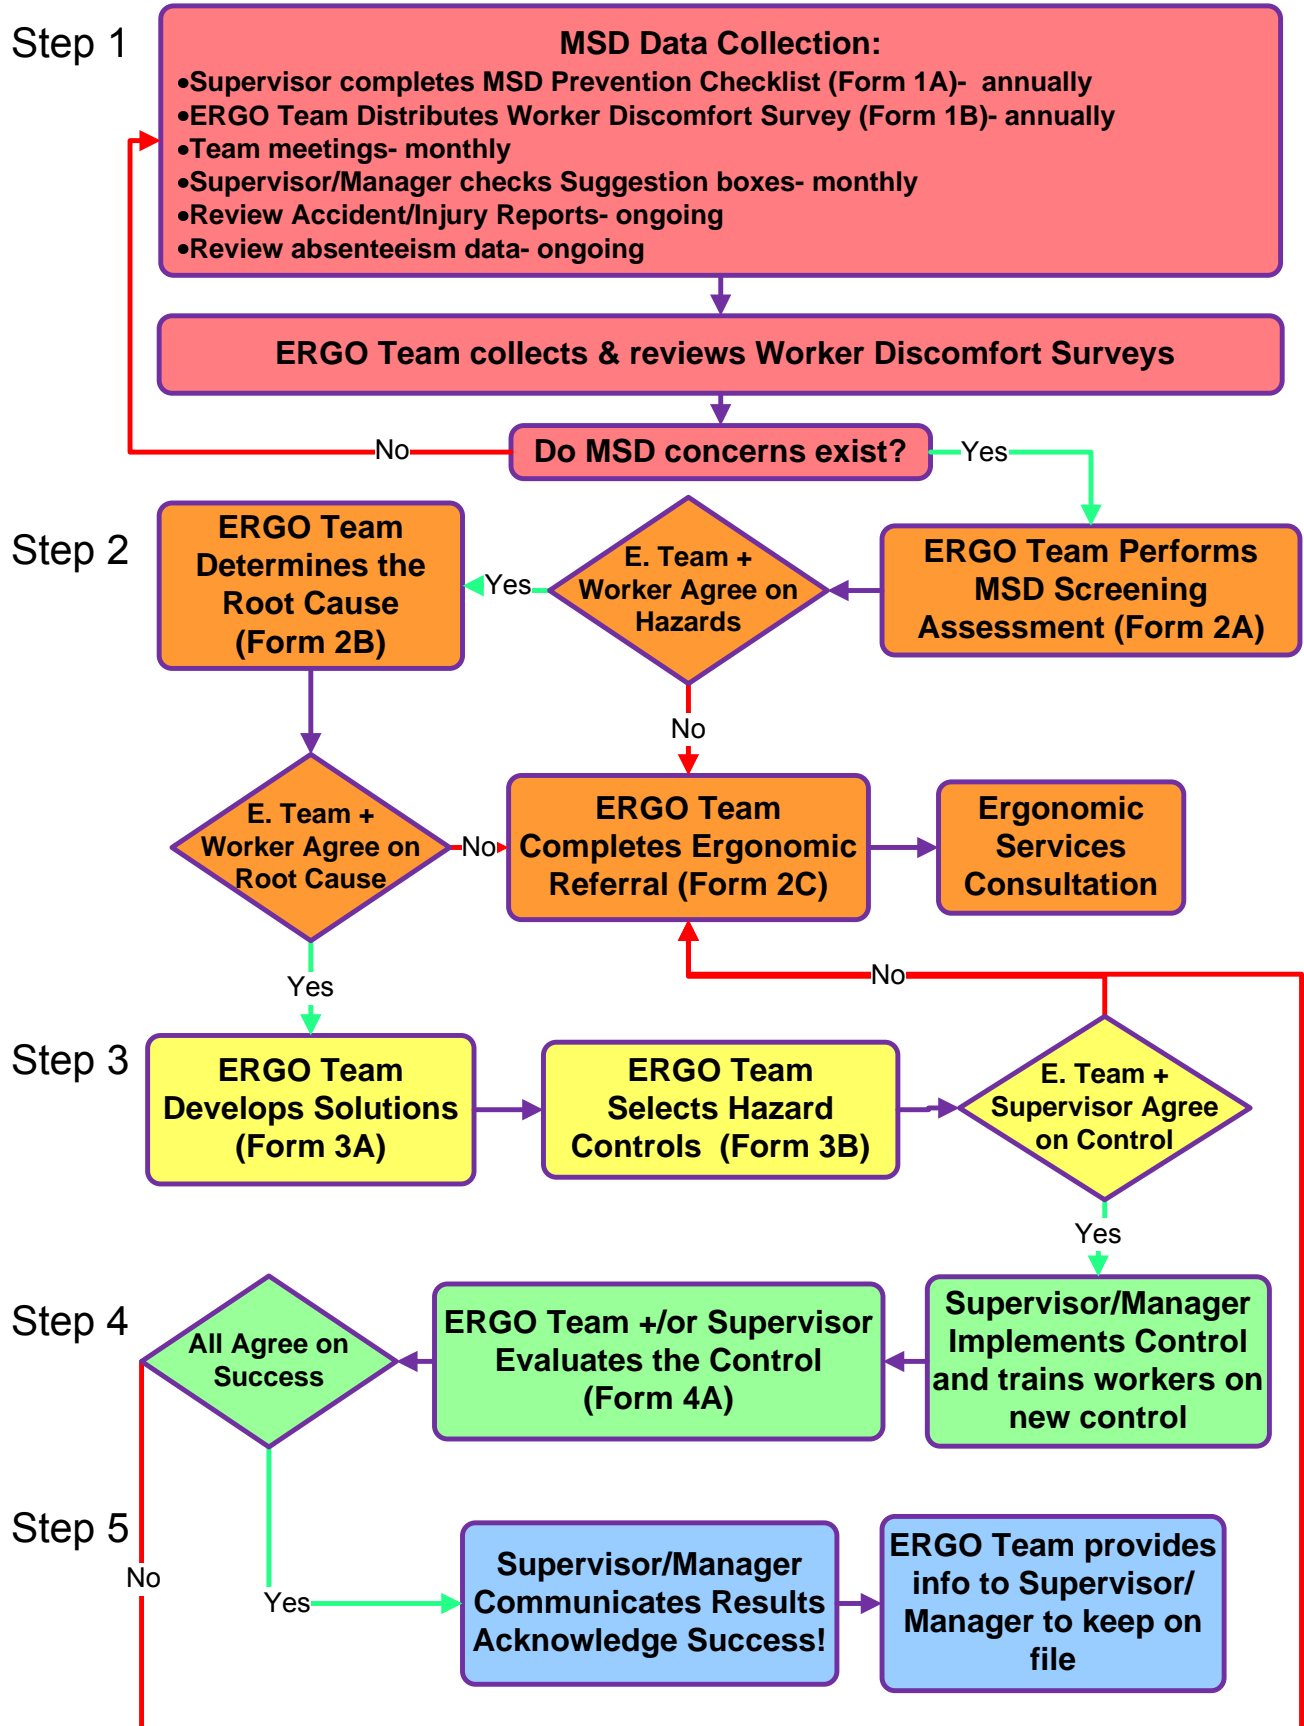 Step 1
MSD Data Collection:
•Supervisor completes MSD Prevention Checklist (Form 1A)- annually
•ERGO Team Distributes Worker Discomfort Survey (Form 1B)- annually
•Team meetings- monthly
•Supervisor/Manager checks Suggestion boxes- monthly
•Review Accident/Injury Reports- ongoing
•Review absenteeism data- ongoing
ERGO Team collects & reviews Worker Discomfort Surveys
No
Do MSD concerns exist?
Yes
Step 2
ERGO Team
Determines the
Root Cause
(Form 2B)
Yes
E. Team +
Worker Agree on
Hazards
ERGO Team Performs
MSD Screening
Assessment (Form 2A)
No
E. Team +
Worker Agree on
Root Cause
No
ERGO Team
Completes Ergonomic
Referral (Form 2C)
Ergonomic
Services
Consultation
Yes
No
Step 3
ERGO Team
Develops Solutions
(Form 3A)
ERGO Team
Selects Hazard
Controls (Form 3B)
E. Team +
Supervisor Agree
on Control
Yes
Step 4
All Agree on
Success
ERGO Team +/or Supervisor
Evaluates the Control
(Form 4A)
Supervisor/Manager
Implements Control
and trains workers on
new control
Step 5
No
Yes
Supervisor/Manager
Communicates Results
Acknowledge Success!
ERGO Team provides
info to Supervisor/
Manager to keep on
file